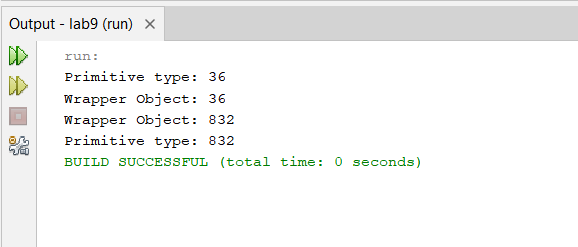 Output - lab9 (run)
run:
Primitive type: 36
Wrapper Object: 36
Wrapper Object: 832
Primitive type: 832
BUILD SUCCESSFUL (total time: 0 seconds)